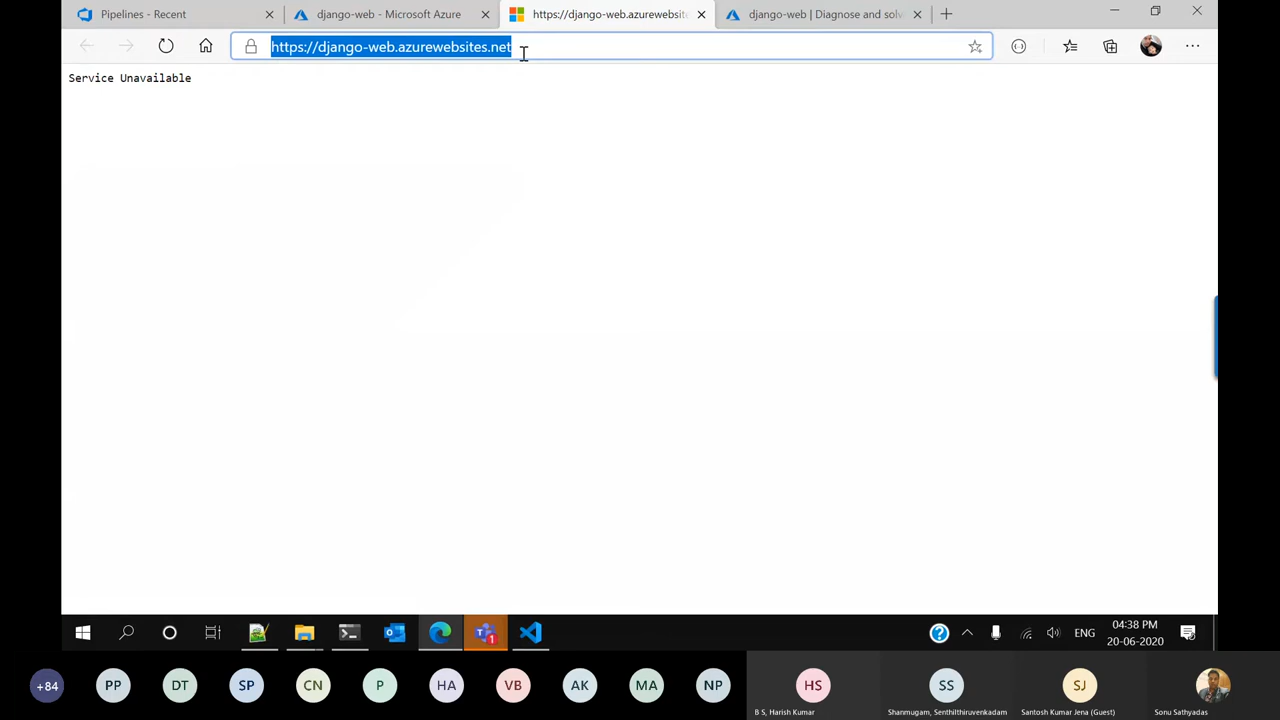 Pipelines - Recent
django-web - Microsoft Azure
https://django-web.azurewebsite
django-web | Diagnose and solv
https://django-web.azurewebsites.net
Service Unavailable
1
ENG
04:38 PM
20-06-2020
+84
PP
DT
SP
CN
P
HA
VB
AK
MA
NP
HS
B S, Harish Kumar
SS
Shanmugam, Senthilthiruvenkadam
SJ
Santosh Kumar Jena (Guest)
Sonu Sathyadas